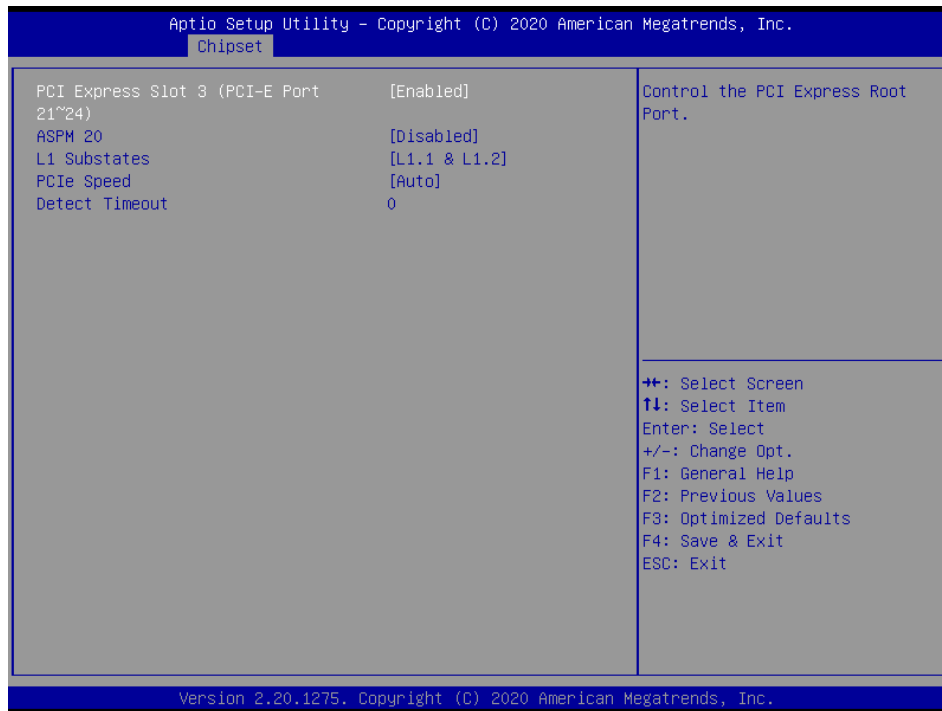 Aptio Setup Utility – Copyright (C) 2020 American Megatrends, Inc.
Chipset
PCI Express Slot 3 (PCI-E Port 21~24) [Enabled]
ASPM 20 [Disabled]
L1 Substates [L1.1 & L1.2]
PCIe Speed [Auto]
Detect Timeout 0
Control the PCI Express Root
Port.
→←: Select Screen
↑↓: Select Item
Enter: Select
+/-: Change Opt.
F1: General Help
F2: Previous Values
F3: Optimized Defaults
F4: Save & Exit
ESC: Exit
Version 2.20.1275. Copyright (C) 2020 American Megatrends, Inc.